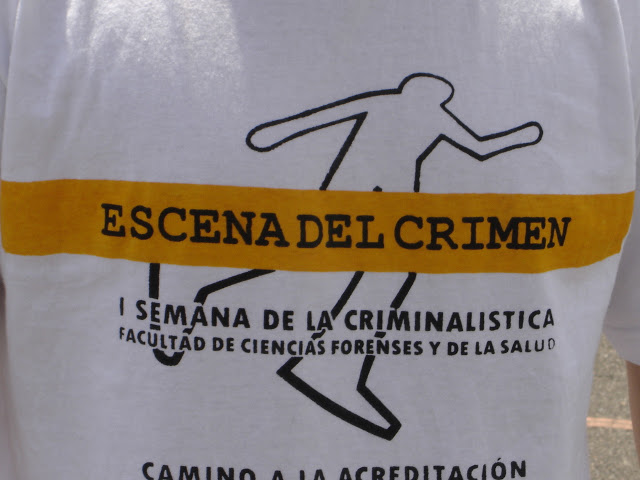 ESCENA DEL CRIMEN
I SEMANA DE LA CRIMINALISTICA
FACULTAD DE CIENCIAS FORENSES Y DE LA SALUD
CAMINO A LA ACREDITACIÓN